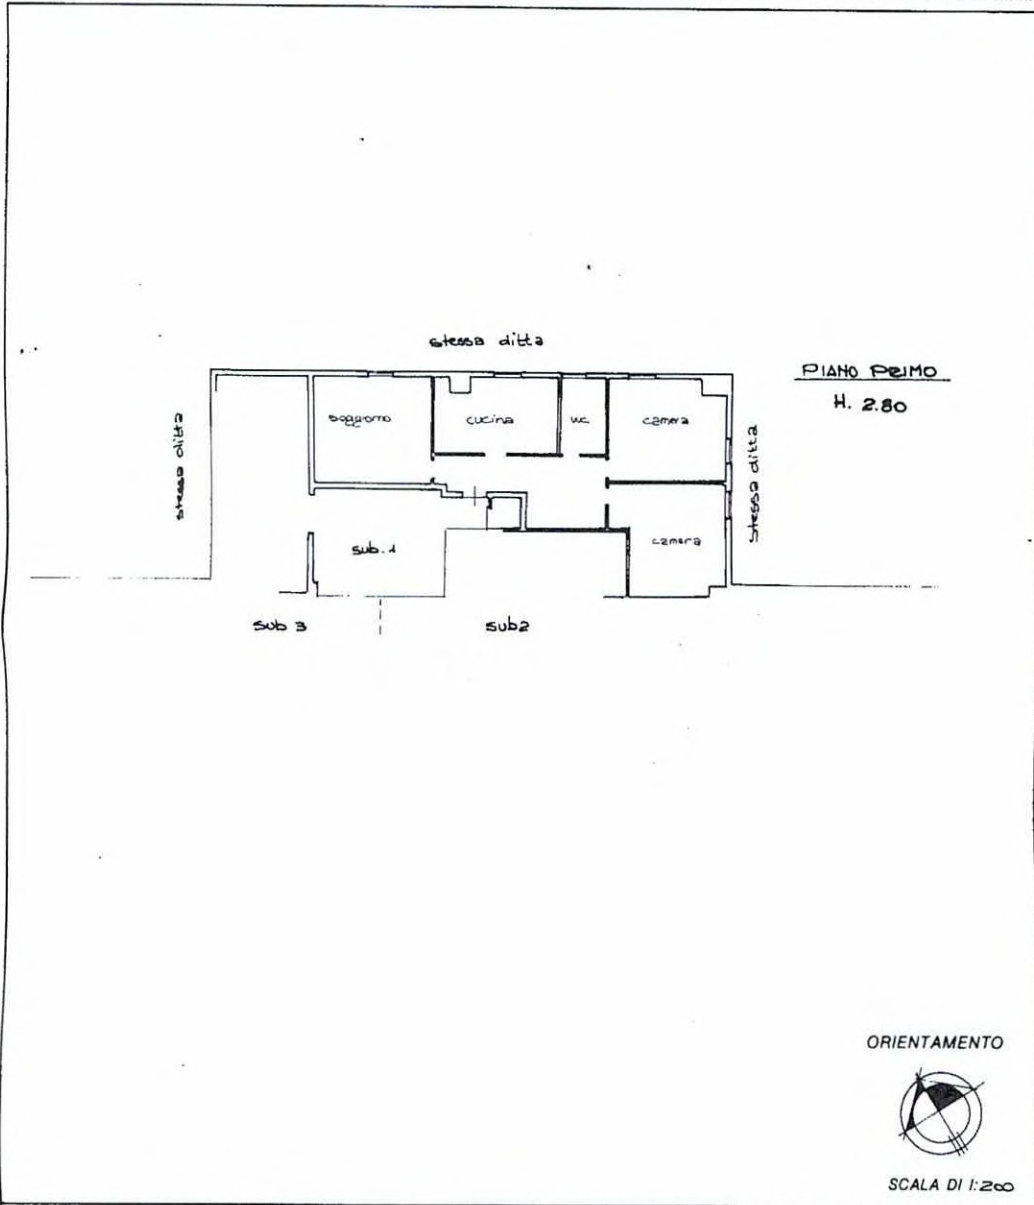 stessa ditta
PIANO PRIMO
H. 2.80
stessa ditta
soggiorno
cucina
wc
camera
stessa ditta
sub. 1
camera
sub 3
sub2
ORIENTAMENTO
SCALA DI 1:200